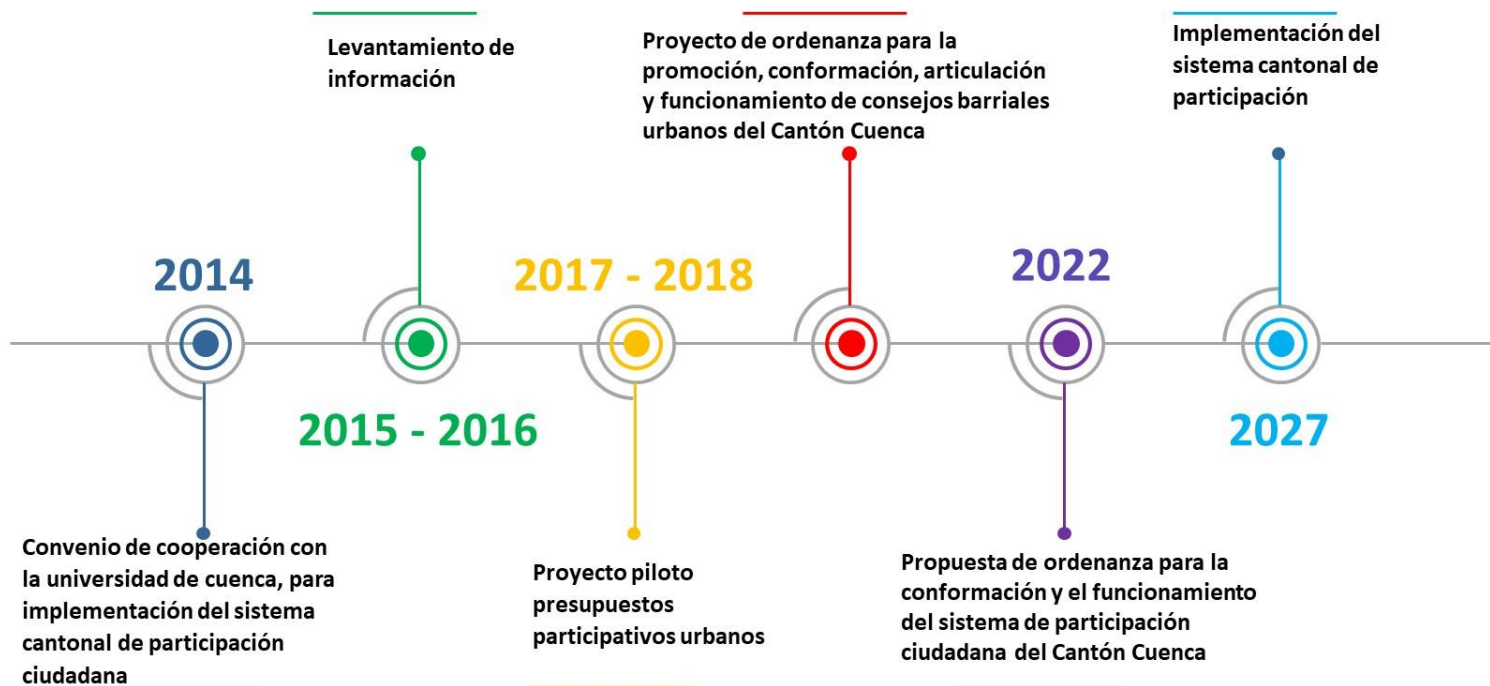 2014
Convenio de cooperación con
la universidad de cuenca, para
implementación del sistema
cantonal de participación
ciudadana
Levantamiento de
información
2015 - 2016
2017 - 2018
Proyecto piloto
presupuestos
participativos urbanos
Proyecto de ordenanza para la
promoción, conformación, articulación
y funcionamiento de consejos barriales
urbanos del Cantón Cuenca
2022
Propuesta de ordenanza para la
conformación y el funcionamiento
del sistema de participación
ciudadana del Cantón Cuenca
Implementación del
sistema cantonal de
participación
2027